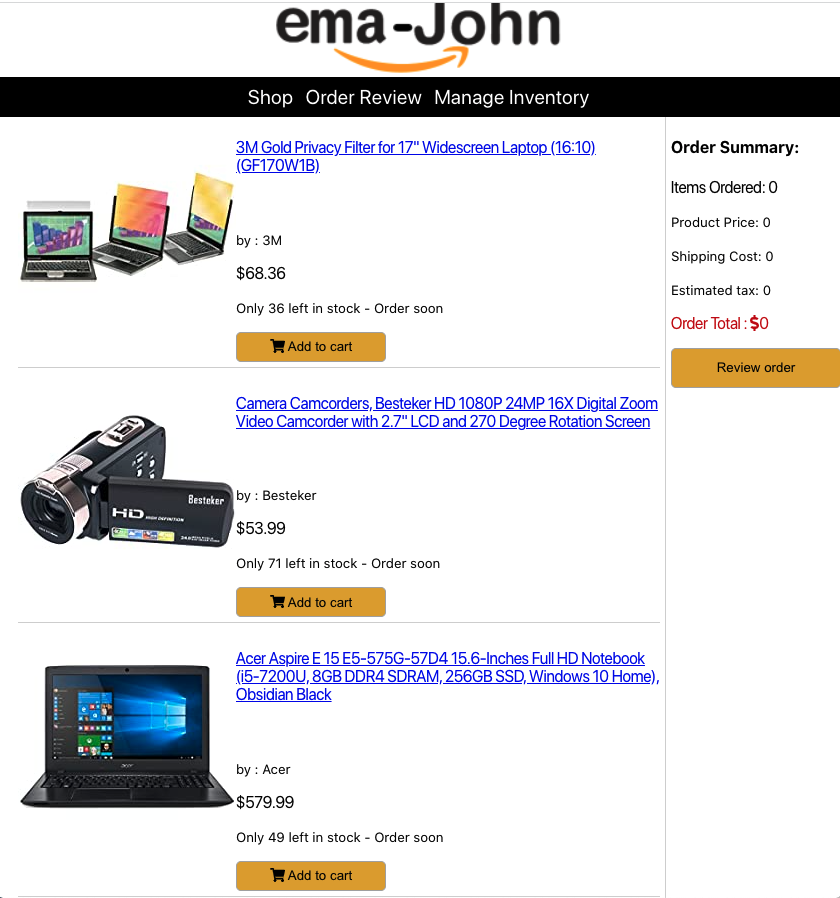 ema-John
Shop Order Review Manage Inventory
3M Gold Privacy Filter for 17" Widescreen Laptop (16:10)
(GF170W1B)
by : 3M
$68.36
Only 36 left in stock - Order soon
Add to cart
Camera Camcorders, Besteker HD 1080P 24MP 16X Digital Zoom
Video Camcorder with 2.7" LCD and 270 Degree Rotation Screen
Besteker
HD HIGH DEFINITION
by : Besteker
$53.99
Only 71 left in stock - Order soon
Add to cart
Acer Aspire E 15 E5-575G-57D4 15.6-Inches Full HD Notebook
(i5-7200U, 8GB DDR4 SDRAM, 256GB SSD, Windows 10 Home),
Obsidian Black
acer
by : Acer
$579.99
Only 49 left in stock - Order soon
Add to cart
Order Summary:
Items Ordered: 0
Product Price: 0
Shipping Cost: 0
Estimated tax: 0
Order Total : $0
Review order